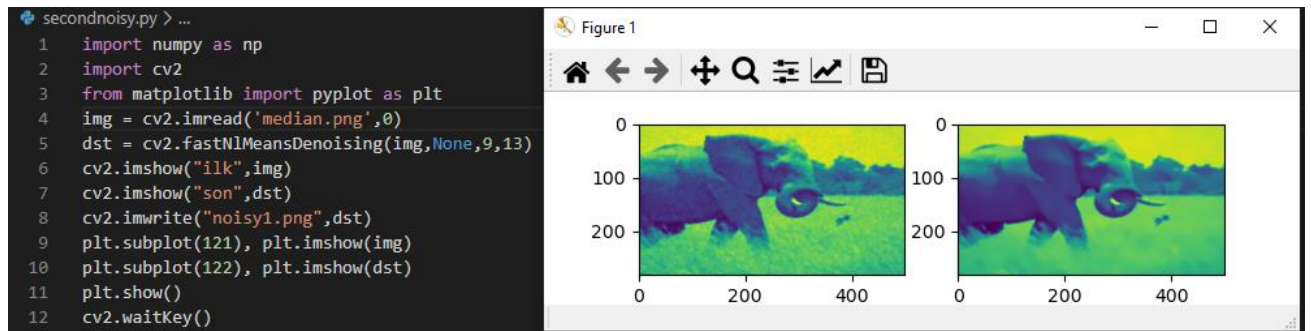 secondnoisy.py > ...
1 import numpy as np
2 import cv2
3 from matplotlib import pyplot as plt
4 img = cv2.imread('median.png',0)
5 dst = cv2.fastNlMeansDenoising(img,None,9,13)
6 cv2.imshow("ilk",img)
7 cv2.imshow("son",dst)
8 cv2.imwrite("noisy1.png",dst)
9 plt.subplot(121), plt.imshow(img)
10 plt.subplot(122), plt.imshow(dst)
11 plt.show()
12 cv2.waitKey()
Figure 1
0
100
200
0 200 400
0
100
200
0 200 400